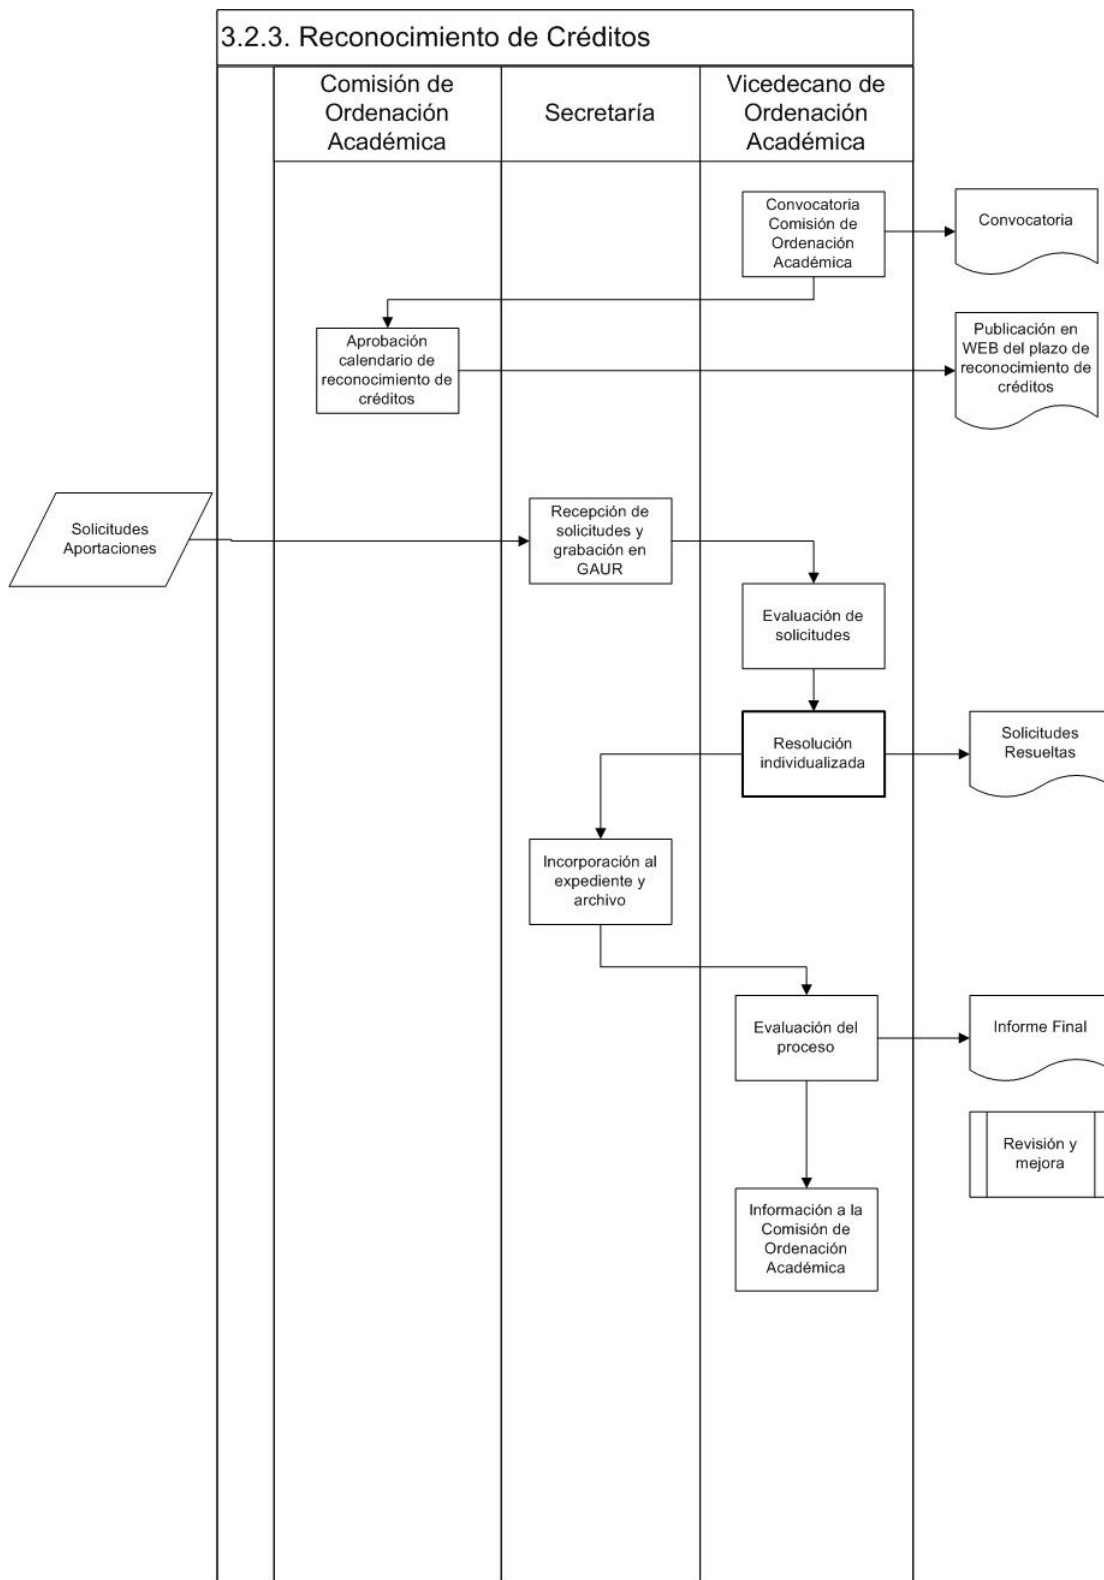 3.2.3. Reconocimiento de Créditos
Comisión de
Ordenación
Académica
Secretaría
Vicedecano de
Ordenación
Académica
Convocatoria
Comisión de
Ordenación
Académica
Convocatoria
Aprobación
calendario de
reconocimiento de
créditos
Publicación en
WEB del plazo de
reconocimiento de
créditos
Solicitudes
Aportaciones
Recepción de
solicitudes y
grabación en
GAUR
Evaluación de
solicitudes
Resolución
individualizada
Solicitudes
Resueltas
Incorporación al
expediente y
archivo
Evaluación del
proceso
Informe Final
Revisión y
mejora
Información a la
Comisión de
Ordenación
Académica